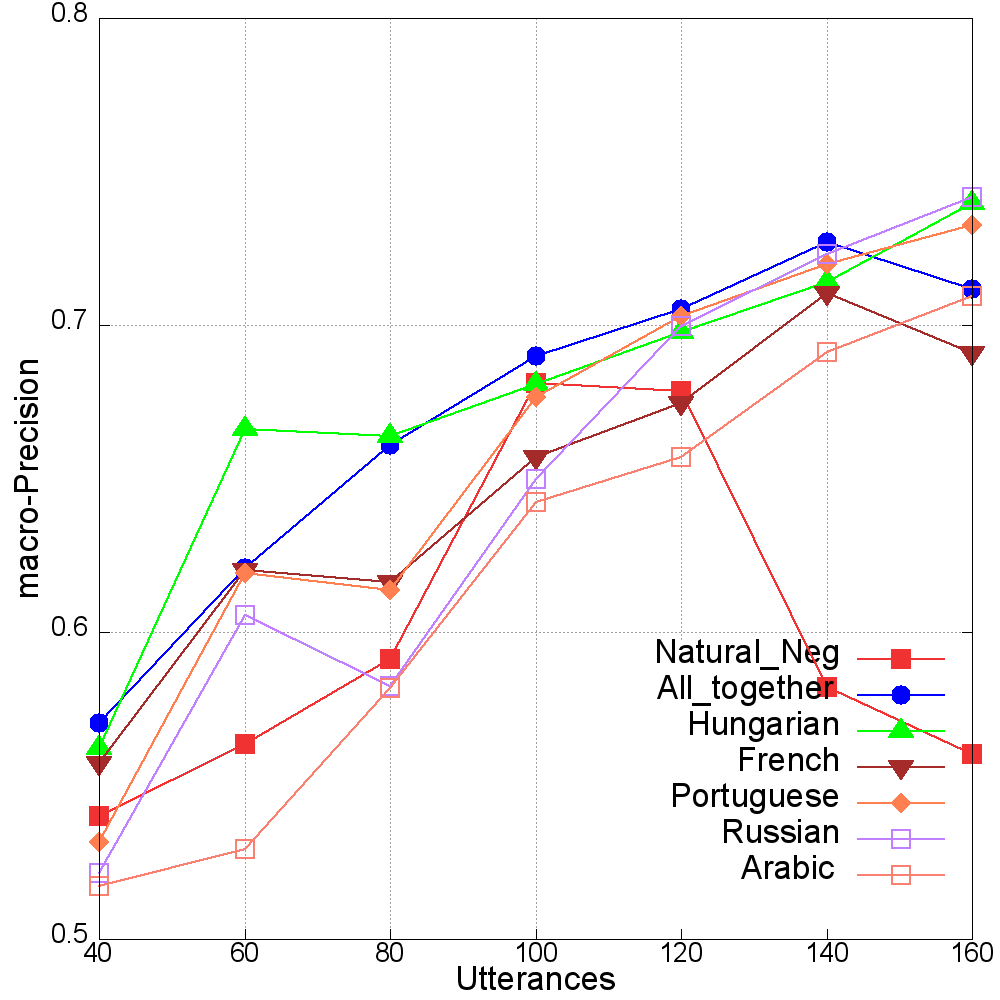 0.8
0.7
0.6
0.5
macro-Precision
40 60 80 100 120 140 160
Utterances
Natural_Neg
All_together
Hungarian
French
Portuguese
Russian
Arabic